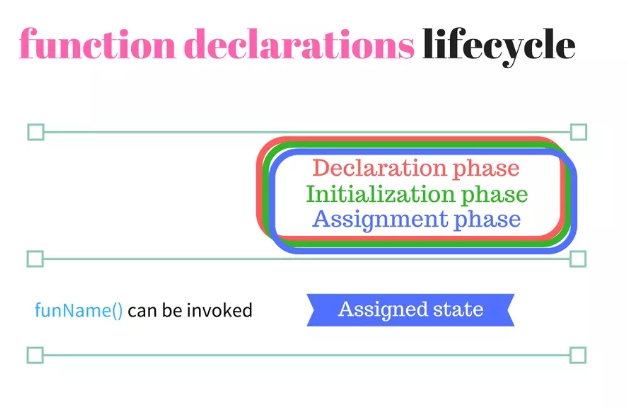 function declarations lifecycle
Declaration phase
Initialization phase
Assignment phase
funName() can be invoked
Assigned state